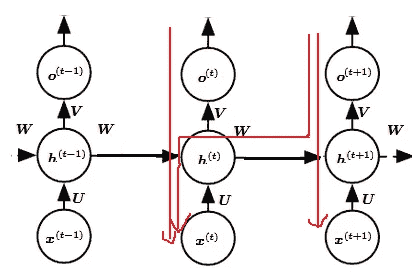 o(t−1) o(t) o(t+1)
V V V
W W W W
h(t−1) h(t) h(t+1)
U U U
x(t−1) x(t) x(t+1)